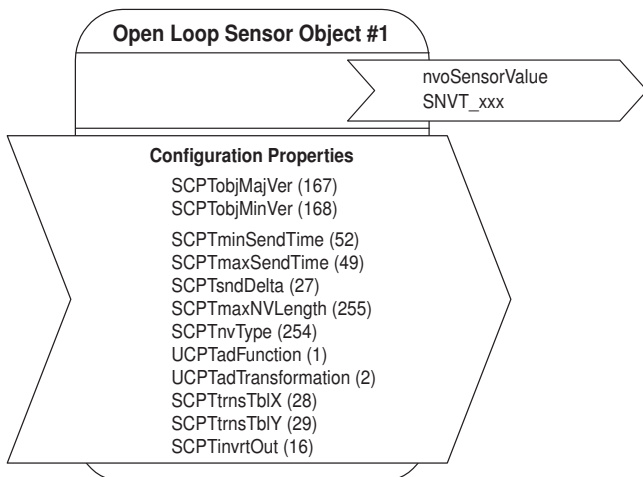 Open Loop Sensor Object #1
nvoSensorValue
SNVT_xxx
Configuration Properties
SCPTobjMajVer (167)
SCPTobjMinVer (168)
SCPTminSendTime (52)
SCPTmaxSendTime (49)
SCPTsndDelta (27)
SCPTmaxNVLength (255)
SCPTnvType (254)
UCPTadFunction (1)
UCPTadTransformation (2)
SCPTtrnsTblX (28)
SCPTtrnsTblY (29)
SCPTinvrtOut (16)